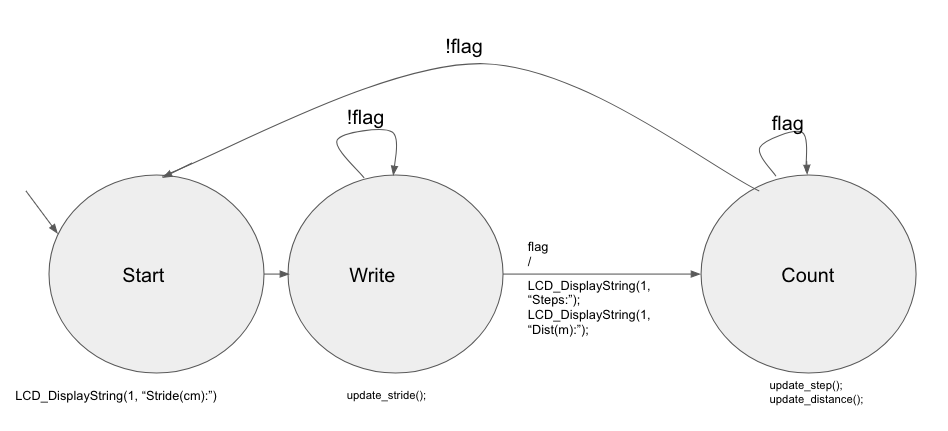 !flag
!flag
flag
Start
Write
flag
/
LCD_DisplayString(1,
“Steps:”);
LCD_DisplayString(1,
“Dist(m):”);
Count
LCD_DisplayString(1, “Stride(cm):”)
update_stride();
update_step();
update_distance();